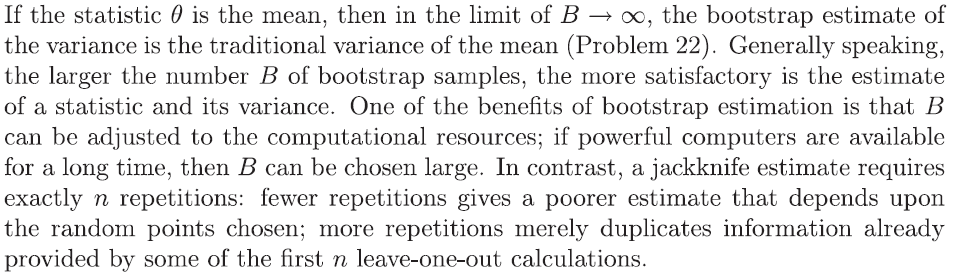 If the statistic θ is the mean, then in the limit of B → ∞, the bootstrap estimate of
the variance is the traditional variance of the mean (Problem 22). Generally speaking,
the larger the number B of bootstrap samples, the more satisfactory is the estimate
of a statistic and its variance. One of the benefits of bootstrap estimation is that B
can be adjusted to the computational resources; if powerful computers are available
for a long time, then B can be chosen large. In contrast, a jackknife estimate requires
exactly n repetitions: fewer repetitions gives a poorer estimate that depends upon
the random points chosen; more repetitions merely duplicates information already
provided by some of the first n leave-one-out calculations.